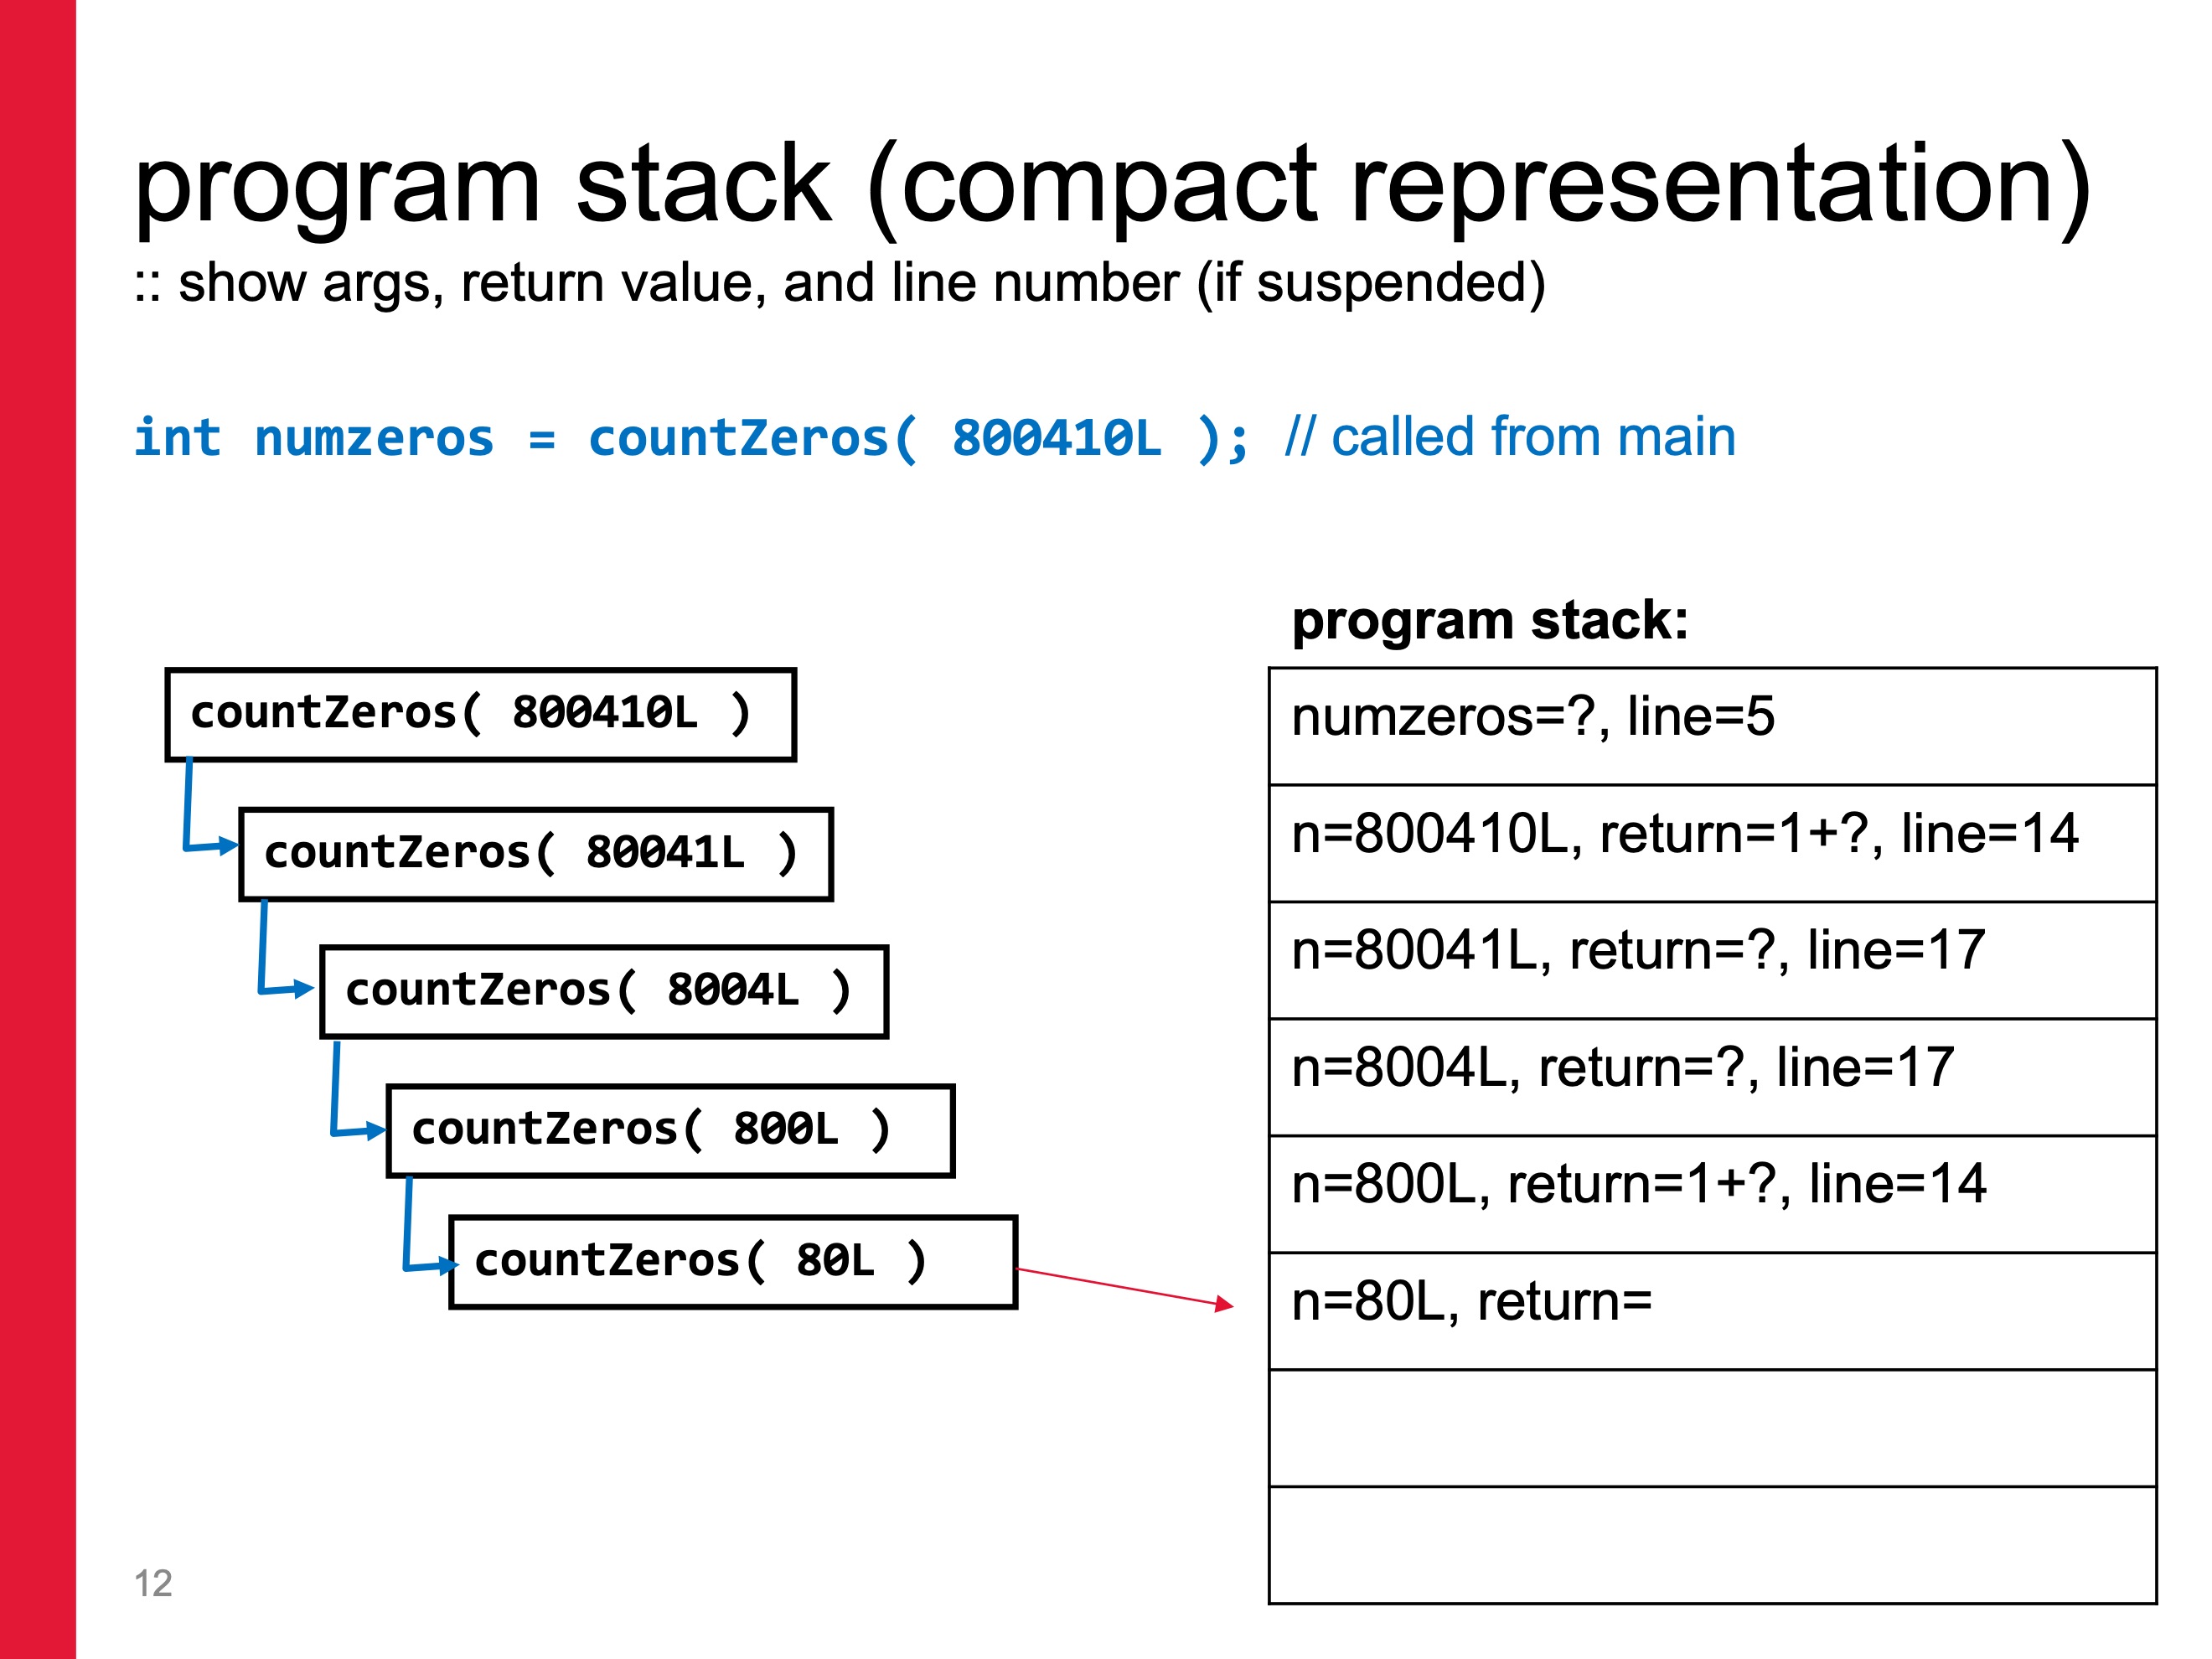 program stack (compact representation)
:: show args, return value, and line number (if suspended)
int numzeros = countZeros( 800410L ); // called from main
countZeros( 800410L )
countZeros( 80041L )
countZeros( 8004L )
countZeros( 800L )
countZeros( 80L )
program stack:
numzeros=?, line=5
n=800410L, return=1+?, line=14
n=80041L, return=?, line=17
n=8004L, return=?, line=17
n=800L, return=1+?, line=14
n=80L, return=
12